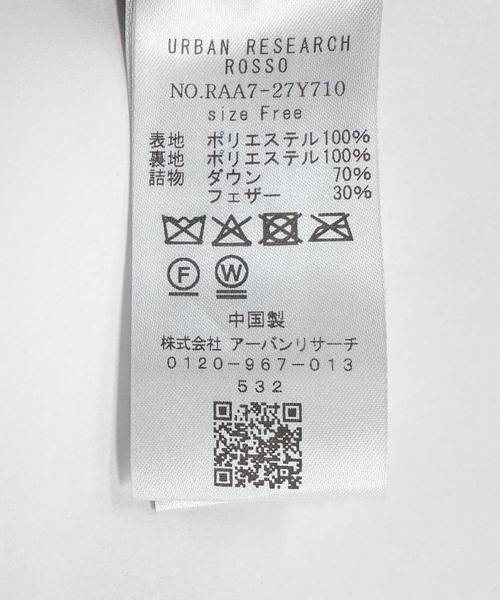 URBAN RESEARCH
ROSSO
NO.RAA7-27Y710
size Free
表地 ポリエステル100%
裏地 ポリエステル100%
詰物 ダウン 70%
フェザー 30%
F W
中国製
株式会社 アーバンリサーチ
0120-967-013
532